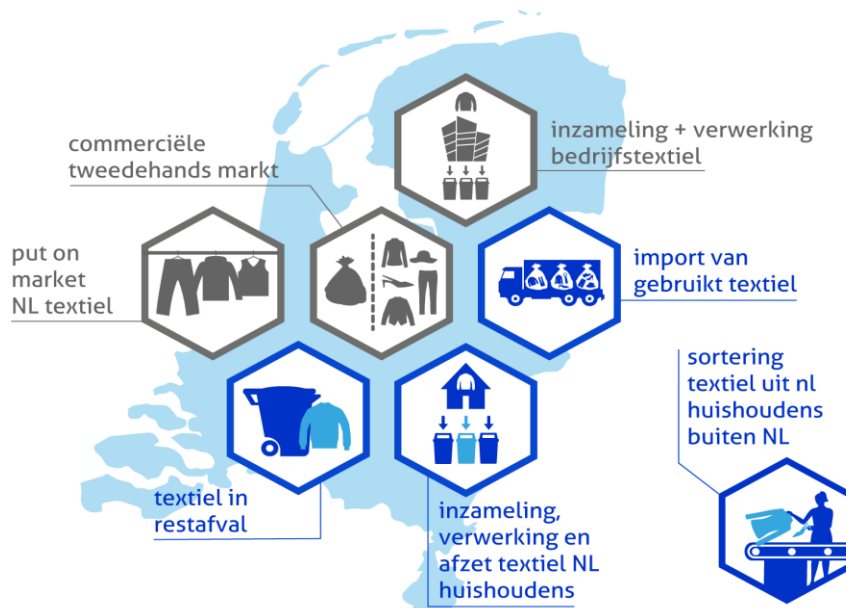 commerciële
tweedehands markt
inzameling + verwerking
bedrijfstextiel
put on
market
NL textiel
import van
gebruikt textiel
sortering
textiel uit nl
huishoudens
buiten NL
textiel in
restafval
inzameling,
verwerking en
afzet textiel NL
huishoudens